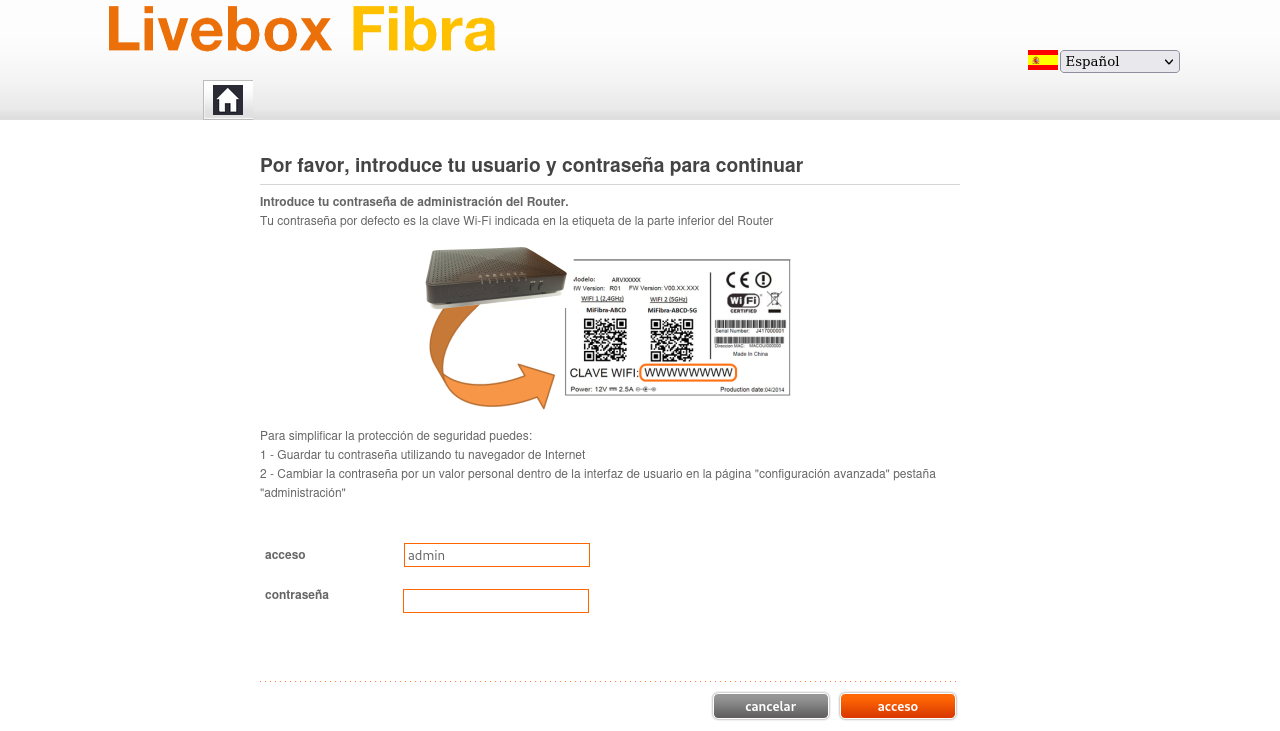 Livebox Fibra
Español
Por favor, introduce tu usuario y contraseña para continuar
Introduce tu contraseña de administración del Router.
Tu contraseña por defecto es la clave Wi-Fi indicada en la etiqueta de la parte inferior del Router
Modelo: ARVXXXXX
HW Version: R01 FW Version: V00.XX.XXX
WIFI 1 (2,4GHz) WIFI 2 (5GHz)
MiFibra-ABCD MiFibra-ABCD-5G
WiFi
CERTIFIED
Serial Number: J417000001
Made In China
CLAVE WIFI: WWWWWWWW
Power: 12V 2.5A Production date:04/2014
Para simplificar la protección de seguridad puedes:
1 - Guardar tu contraseña utilizando tu navegador de Internet
2 - Cambiar la contraseña por un valor personal dentro de la interfaz de usuario en la página "configuración avanzada" pestaña
"administración"
acceso admin
contraseña
cancelar acceso